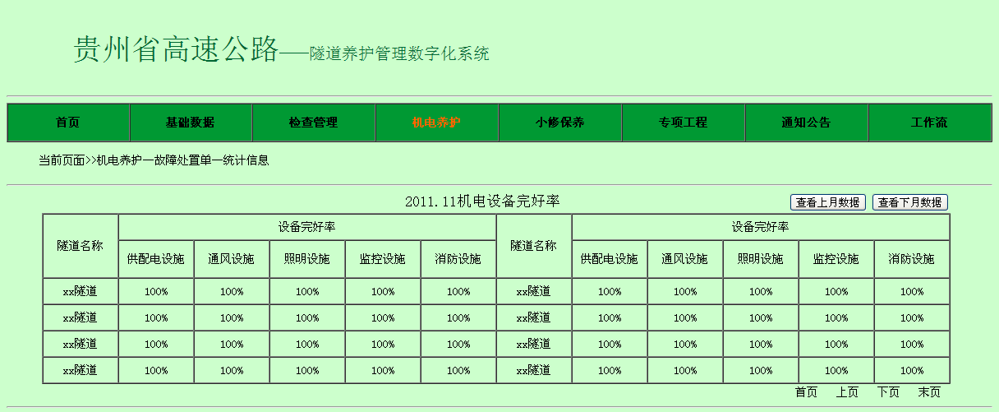 贵州省高速公路——隧道养护管理数字化系统
首页 基础数据 检查管理 机电养护 小修保养 专项工程 通知公告 工作流
当前页面>>机电养护—故障处置单—统计信息
2011.11机电设备完好率 查看上月数据 查看下月数据
隧道名称 设备完好率 隧道名称 设备完好率
供配电设施 通风设施 照明设施 监控设施 消防设施 供配电设施 通风设施 照明设施 监控设施 消防设施
xx隧道 100% 100% 100% 100% 100% xx隧道 100% 100% 100% 100% 100%
xx隧道 100% 100% 100% 100% 100% xx隧道 100% 100% 100% 100% 100%
xx隧道 100% 100% 100% 100% 100% xx隧道 100% 100% 100% 100% 100%
xx隧道 100% 100% 100% 100% 100% xx隧道 100% 100% 100% 100% 100%
首页 上页 下页 末页